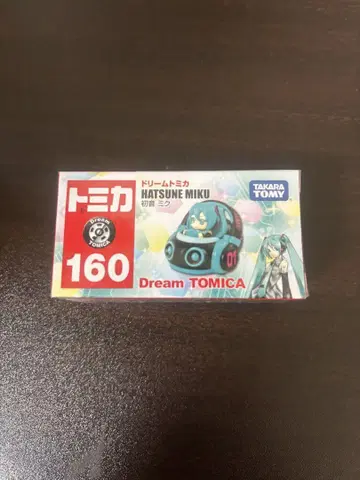 トミカ
Dream
TOMICA
160
ドリームトミカ
HATSUNE MIKU
初音 ミク
TAKARA
TOMY
01
Dream TOMICA